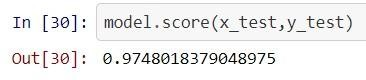 In [30]: model.score(x_test,y_test)
Out[30]: 0.9748018379048975